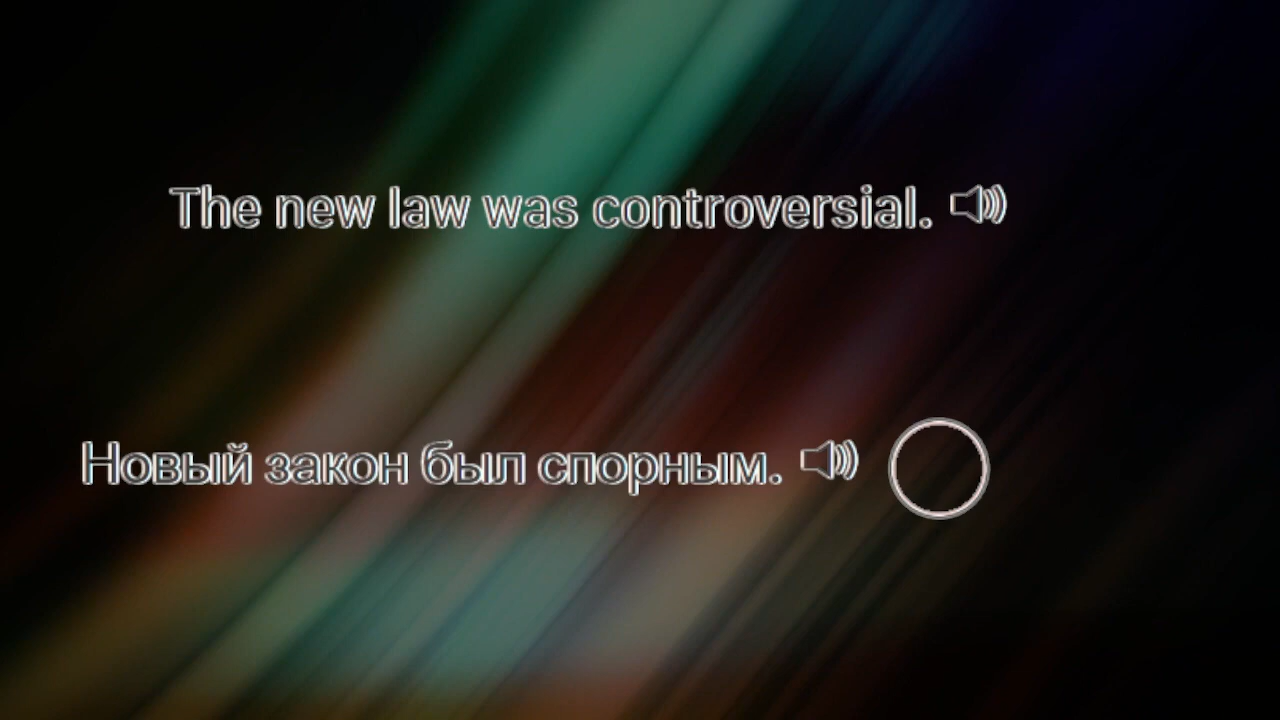 The new law was controversial.
Новый закон был спорным.